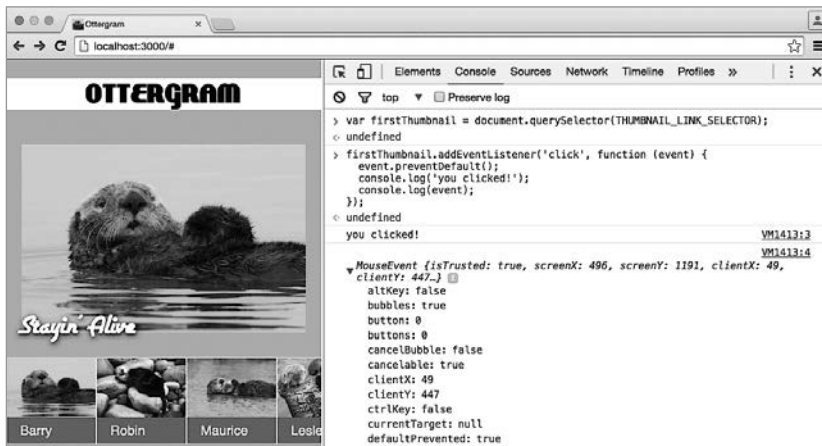 Ottergram
localhost:3000/#
OTTERGRAM
Stayin' Alive
Barry
Robin
Maurice
Lesle
Elements Console Sources Network Timeline Profiles »
top ▼ Preserve log
> var firstThumbnail = document.querySelector(THUMBNAIL_LINK_SELECTOR);
< undefined
> firstThumbnail.addEventListener('click', function (event) {
event.preventDefault();
console.log('you clicked!');
console.log(event);
});
< undefined
you clicked! VM1413:3
VM1413:4
▼ MouseEvent {isTrusted: true, screenX: 496, screenY: 1191, clientX: 49,
clientY: 447…}
altKey: false
bubbles: true
button: 0
buttons: 0
cancelBubble: false
cancelable: true
clientX: 49
clientY: 447
ctrlKey: false
currentTarget: null
defaultPrevented: true